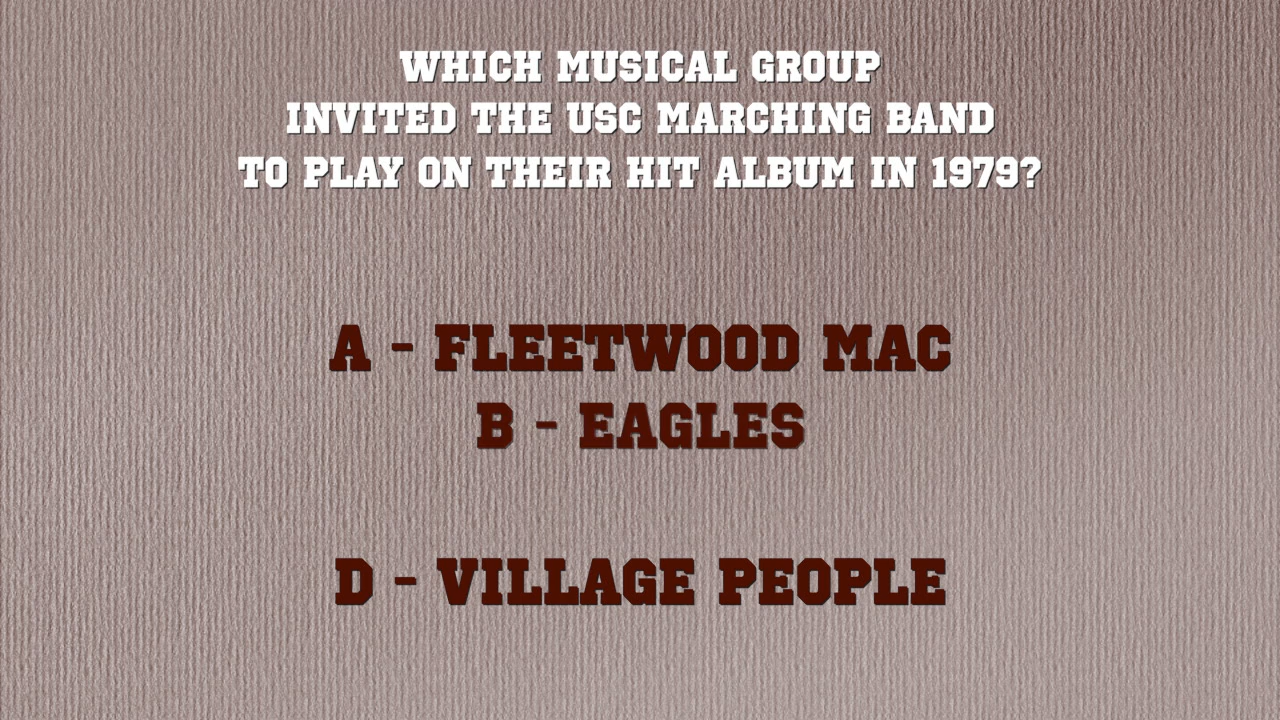 WHICH MUSICAL GROUP
INVITED THE USC MARCHING BAND
TO PLAY ON THEIR HIT ALBUM IN 1979?
A - FLEETWOOD MAC
B - EAGLES
D - VILLAGE PEOPLE